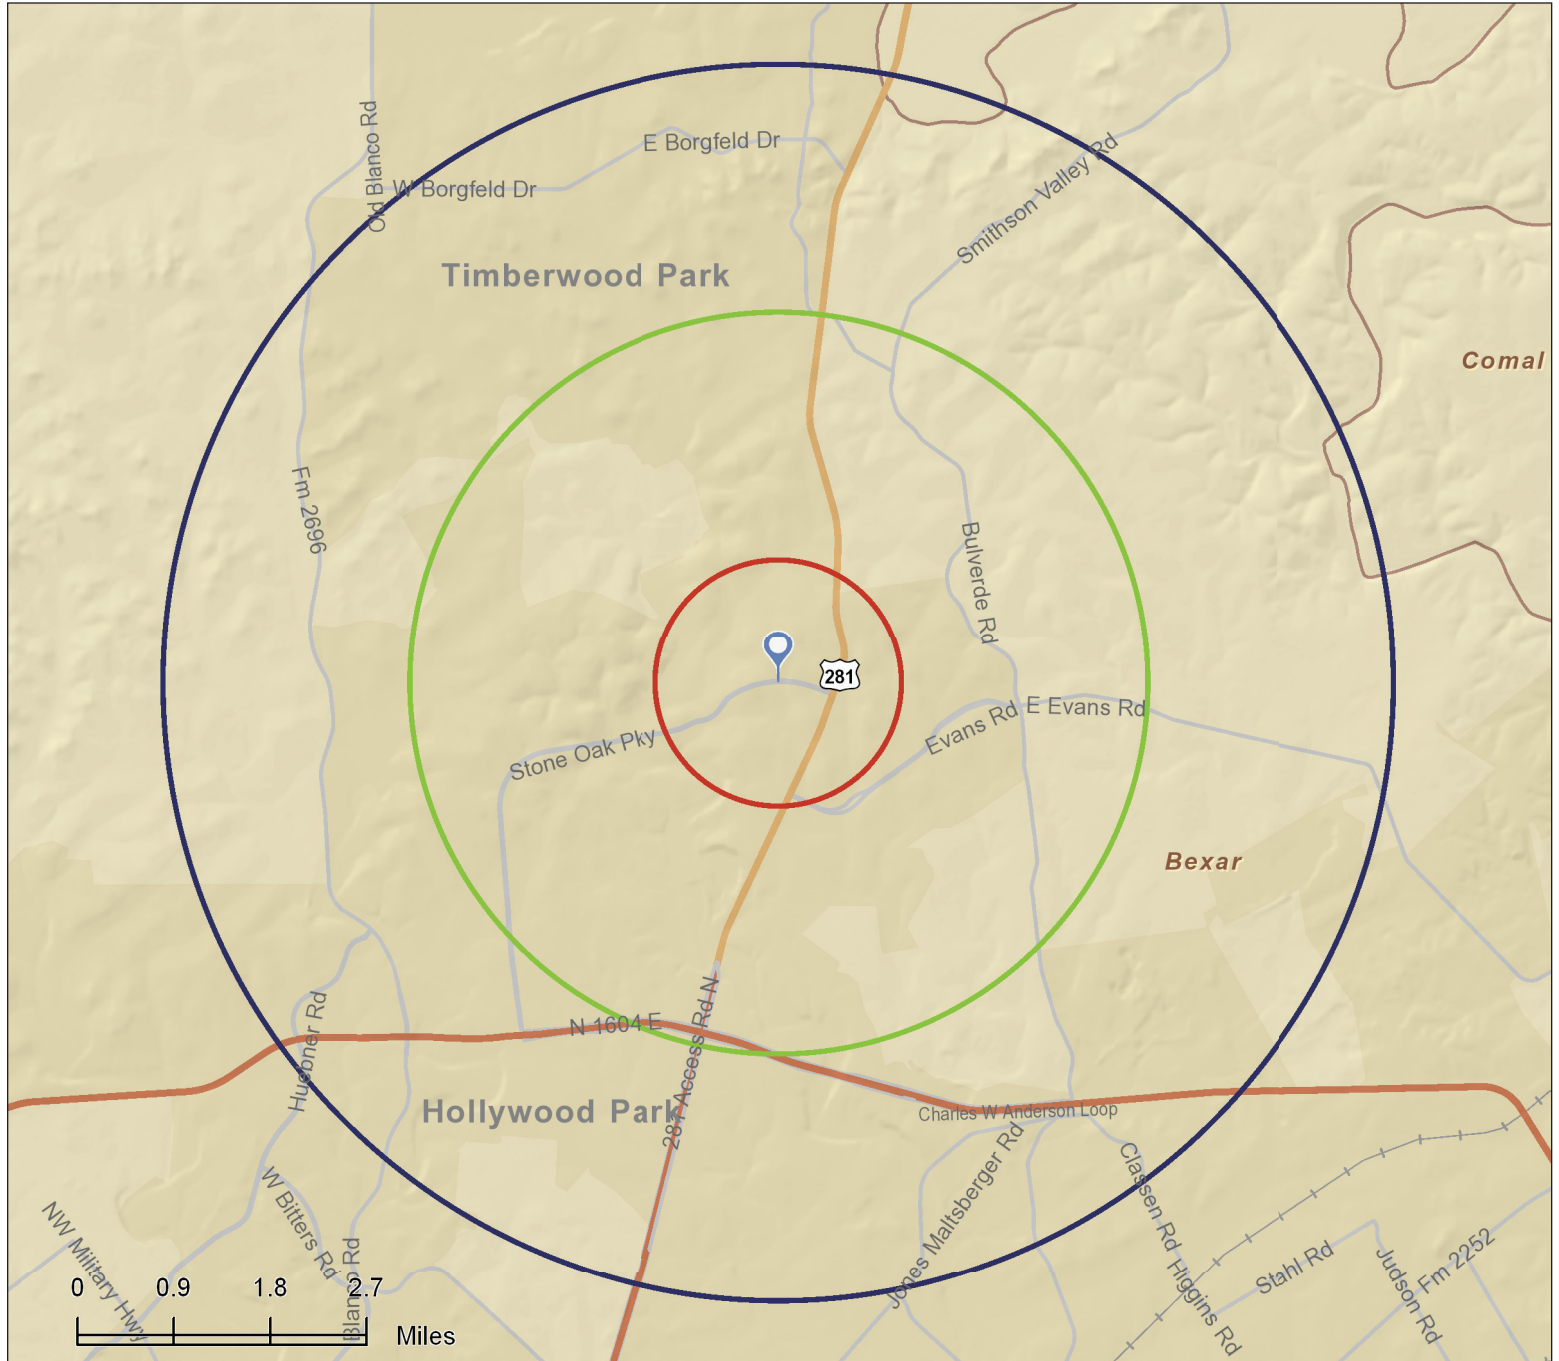 Old Blanco Rd
E Borgfeld Dr
W Borgfeld Dr
Smithson Valley Rd
Timberwood Park
Comal
Fm 2696
Bulverde Rd
281
E Evans Rd
Evans Rd
Stone Oak Pky
Bexar
N 1604 E
281 Access Rd N
Huebner Rd
Hollywood Park
Charles W Anderson Loop
Jones Maltsberger Rd
Classen Rd
W Bitters Rd
NW Military Hwy
Blanco Rd
Higgins Rd
Stahl Rd
Judson Rd
Fm 2252
0 0.9 1.8 2.7
Miles